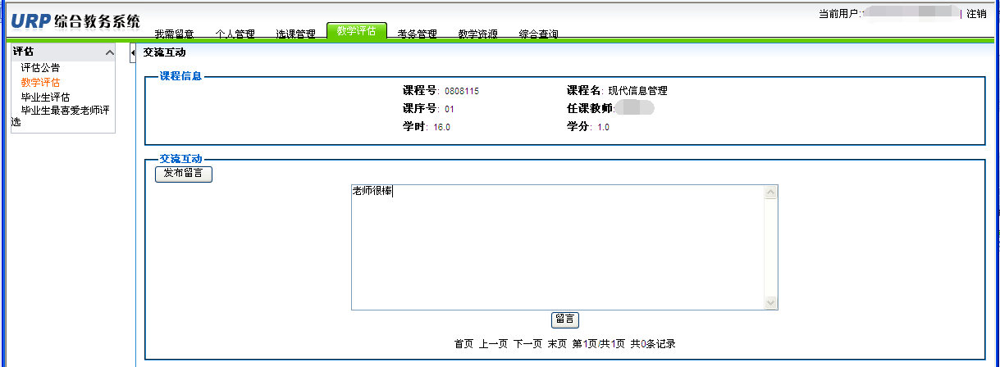 URP 综合教务系统
当前用户: | 注销
我需留意 个人管理 选课管理 教学评估 考务管理 教学资源 综合查询
评估
评估公告
教学评估
毕业生评估
毕业生最喜爱老师评
选
交流互动
课程信息
课程号: 0808115 课程名: 现代信息管理
课序号: 01 任课教师:
学时: 16.0 学分: 1.0
交流互动
发布留言
老师很棒
留言
首页 上一页 下一页 末页 第1页/共1页 共0条记录